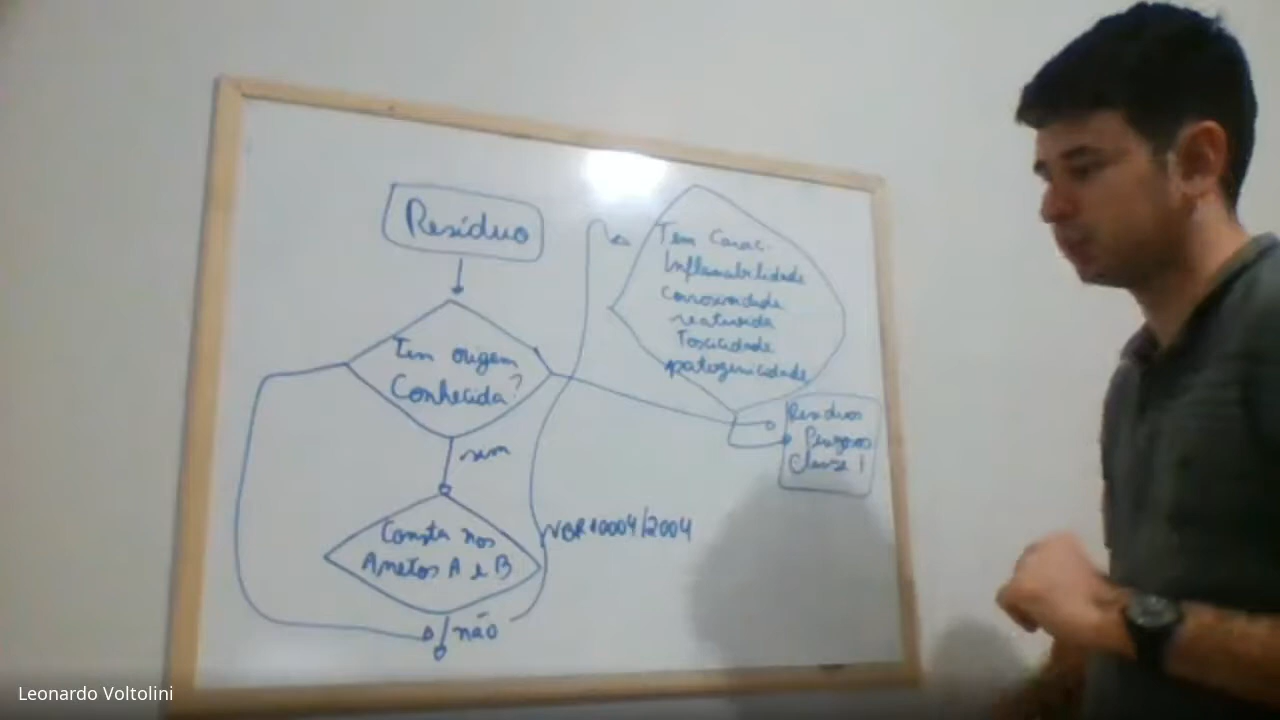 Resíduo
Tem origem
Conhecida?
sim
Consta nos
Anexos A e B
não
NBR 10004/2004
Tem Carac.
Inflamabilidade
Corrosividade
reatividade
Toxicidade
patogenicidade
Resíduos
Perigosos
Classe I
Leonardo Voltolini